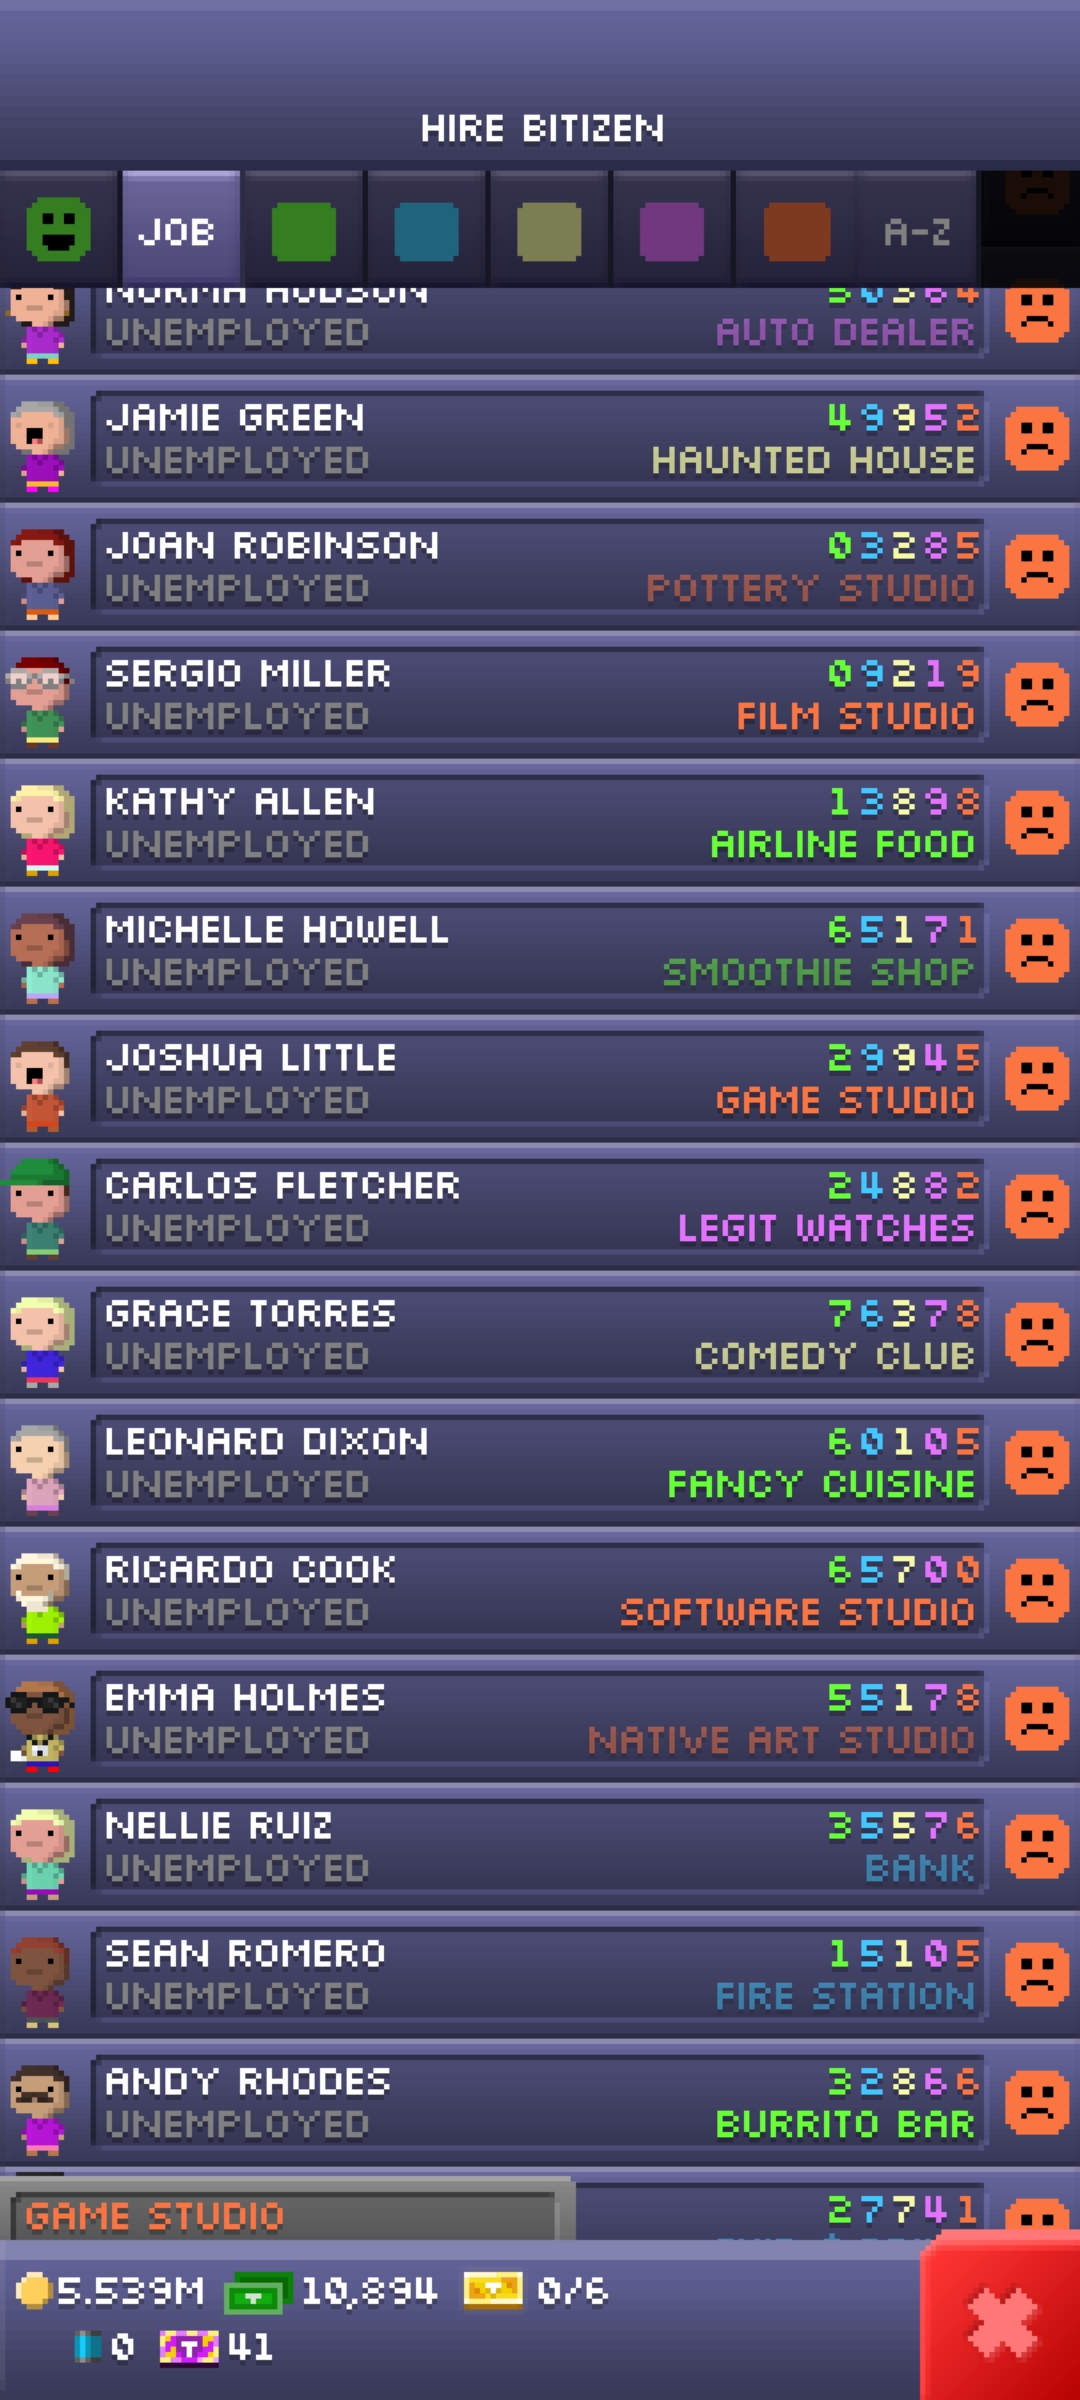 HIRE BITIZEN
JOB
A-Z
NORMA HUDSON 50364
UNEMPLOYED AUTO DEALER
JAMIE GREEN 49952
UNEMPLOYED HAUNTED HOUSE
JOAN ROBINSON 03285
UNEMPLOYED POTTERY STUDIO
SERGIO MILLER 09219
UNEMPLOYED FILM STUDIO
KATHY ALLEN 13898
UNEMPLOYED AIRLINE FOOD
MICHELLE HOWELL 65171
UNEMPLOYED SMOOTHIE SHOP
JOSHUA LITTLE 29945
UNEMPLOYED GAME STUDIO
CARLOS FLETCHER 24882
UNEMPLOYED LEGIT WATCHES
GRACE TORRES 76378
UNEMPLOYED COMEDY CLUB
LEONARD DIXON 60105
UNEMPLOYED FANCY CUISINE
RICARDO COOK 65700
UNEMPLOYED SOFTWARE STUDIO
EMMA HOLMES 55178
UNEMPLOYED NATIVE ART STUDIO
NELLIE RUIZ 35576
UNEMPLOYED BANK
SEAN ROMERO 15105
UNEMPLOYED FIRE STATION
ANDY RHODES 32866
UNEMPLOYED BURRITO BAR
GAME STUDIO 27741
5.539M 10,894 0/6
0 41